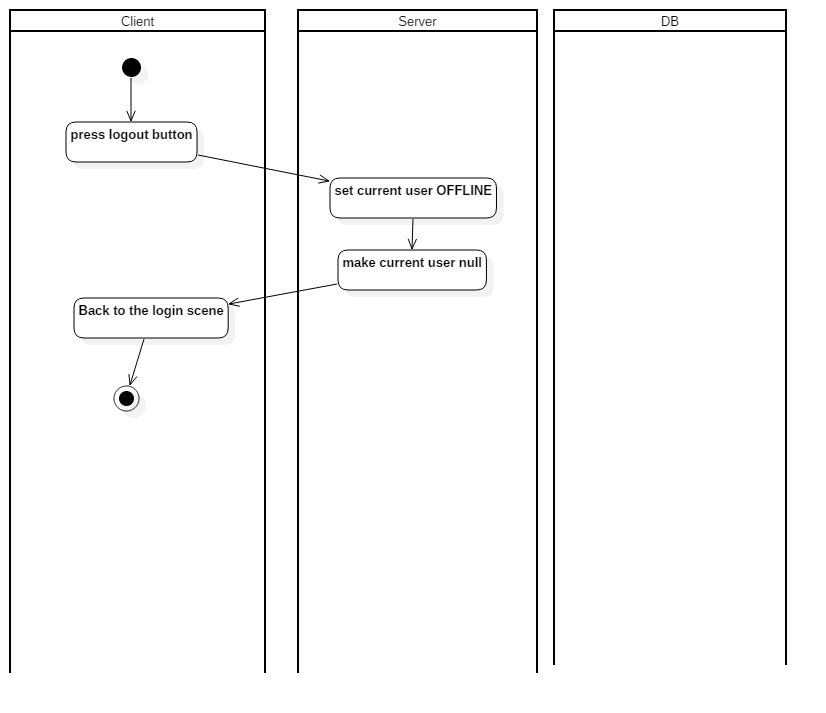 Client
Server
DB
press logout button
set current user OFFLINE
make current user null
Back to the login scene